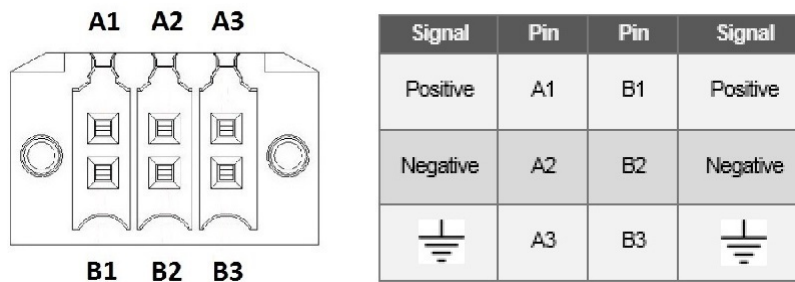 A1 A2 A3
B1 B2 B3
Signal Pin Pin Signal
Positive A1 B1 Positive
Negative A2 B2 Negative
A3 B3